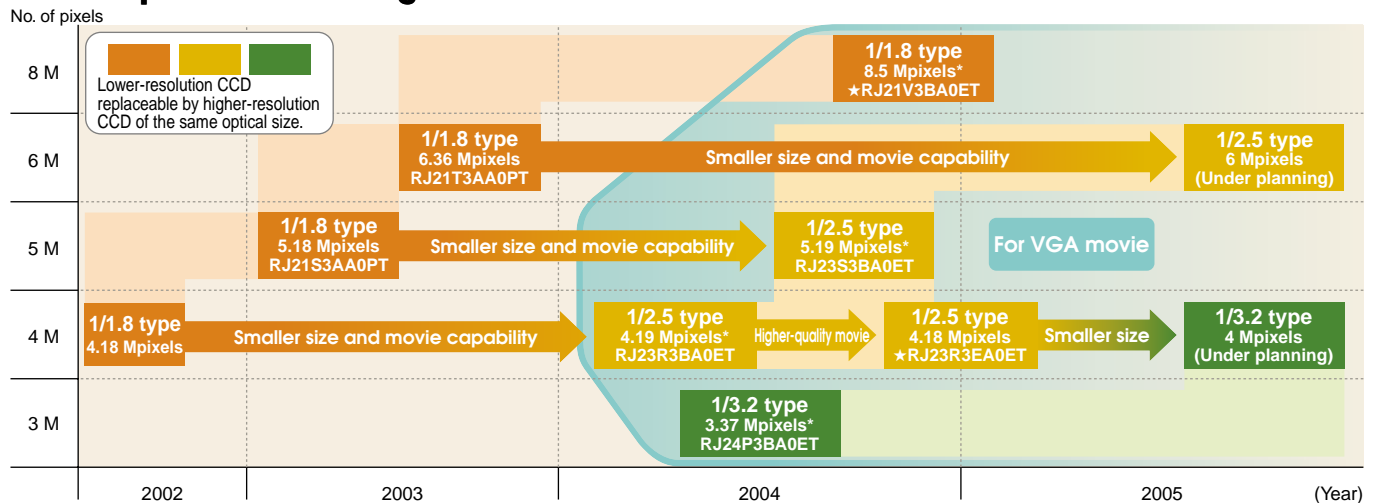 No. of pixels
8 M
6 M
5 M
4 M
3 M
Lower-resolution CCD
replaceable by higher-resolution
CCD of the same optical size.
1/1.8 type
8.5 Mpixels*
★RJ21V3BA0ET
1/1.8 type
6.36 Mpixels
RJ21T3AA0PT
Smaller size and movie capability
1/2.5 type
6 Mpixels
(Under planning)
1/1.8 type
5.18 Mpixels
RJ21S3AA0PT
Smaller size and movie capability
1/2.5 type
5.19 Mpixels*
RJ23S3BA0ET
For VGA movie
1/1.8 type
4.18 Mpixels
Smaller size and movie capability
1/2.5 type
4.19 Mpixels*
RJ23R3BA0ET
Higher-quality movie
1/2.5 type
4.18 Mpixels
★RJ23R3EA0ET
Smaller size
1/3.2 type
4 Mpixels
(Under planning)
1/3.2 type
3.37 Mpixels*
RJ24P3BA0ET
2002
2003
2004
2005
(Year)